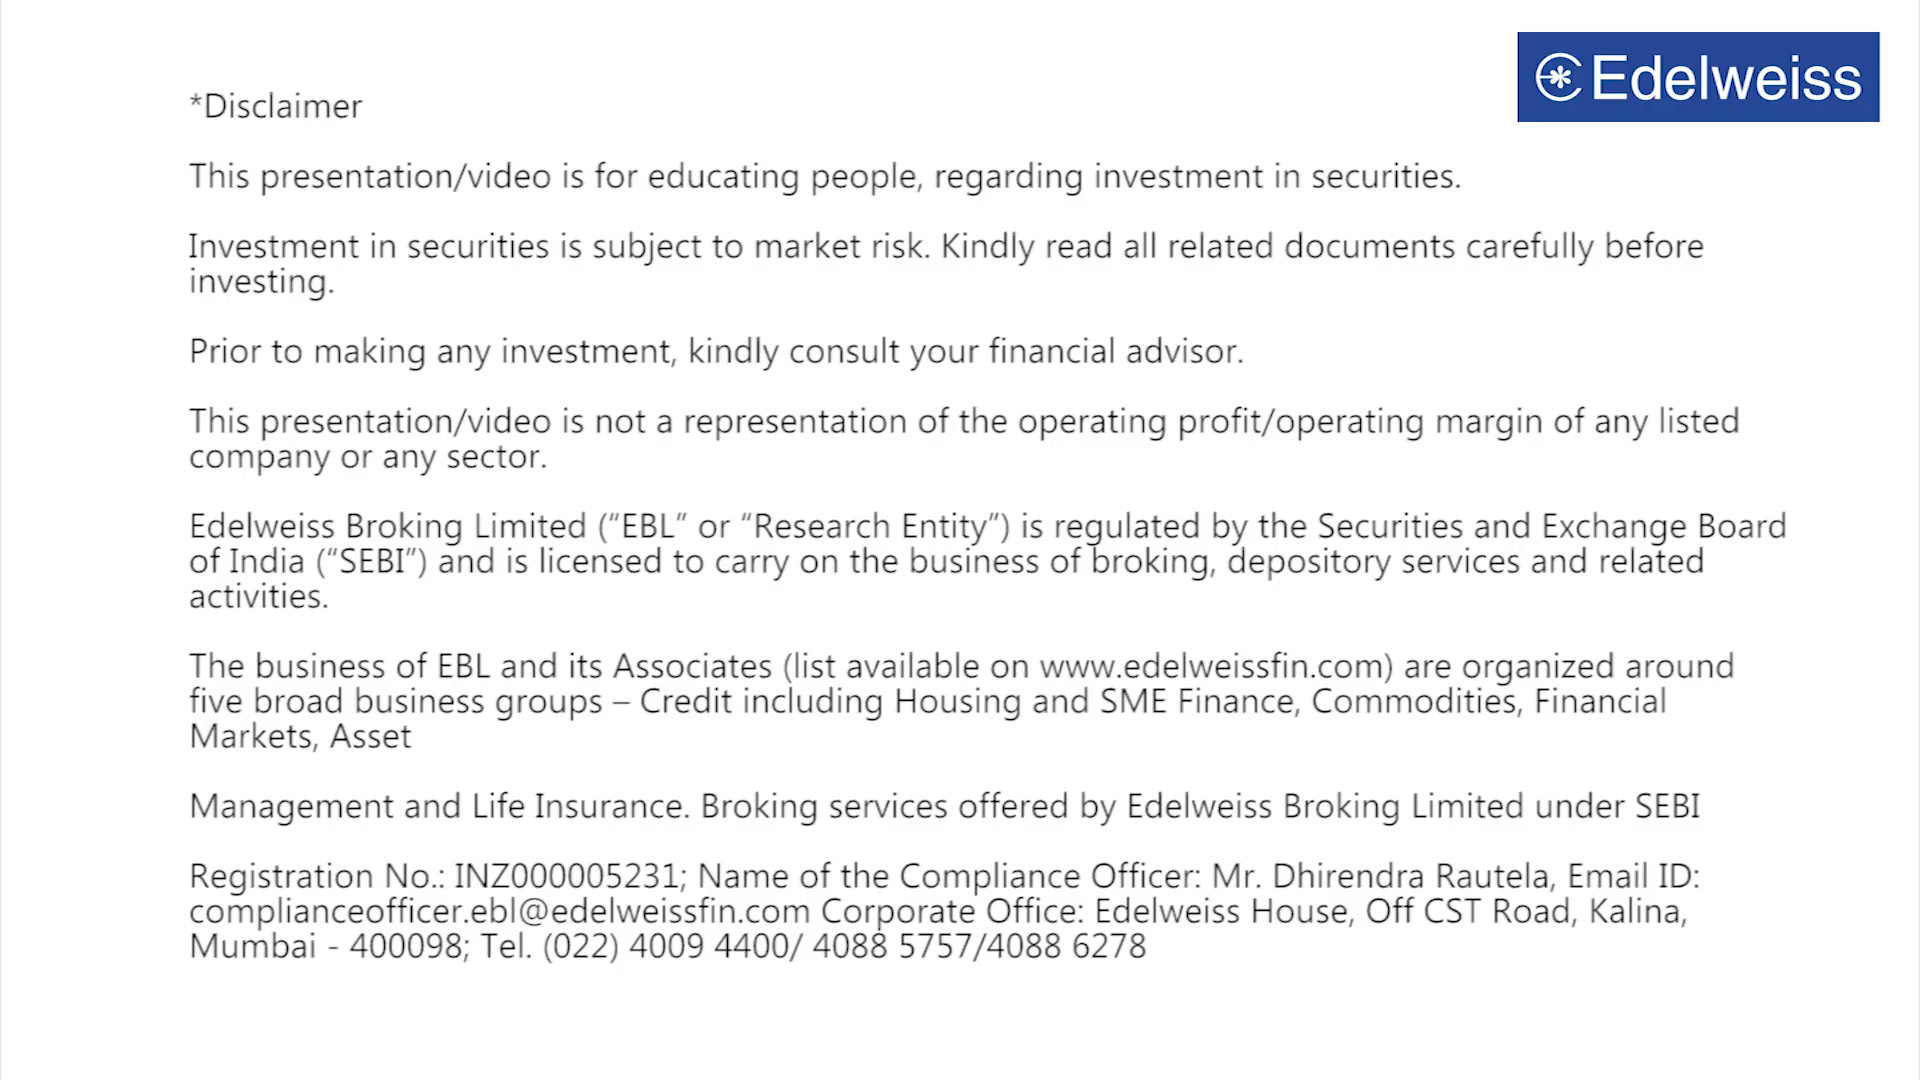 Edelweiss
*Disclaimer
This presentation/video is for educating people, regarding investment in securities.
Investment in securities is subject to market risk. Kindly read all related documents carefully before
investing.
Prior to making any investment, kindly consult your financial advisor.
This presentation/video is not a representation of the operating profit/operating margin of any listed
company or any sector.
Edelweiss Broking Limited (“EBL” or “Research Entity”) is regulated by the Securities and Exchange Board
of India (“SEBI”) and is licensed to carry on the business of broking, depository services and related
activities.
The business of EBL and its Associates (list available on www.edelweissfin.com) are organized around
five broad business groups – Credit including Housing and SME Finance, Commodities, Financial
Markets, Asset
Management and Life Insurance. Broking services offered by Edelweiss Broking Limited under SEBI
Registration No.: INZ000005231; Name of the Compliance Officer: Mr. Dhirendra Rautela, Email ID:
complianceofficer.ebl@edelweissfin.com Corporate Office: Edelweiss House, Off CST Road, Kalina,
Mumbai - 400098; Tel. (022) 4009 4400/ 4088 5757/4088 6278